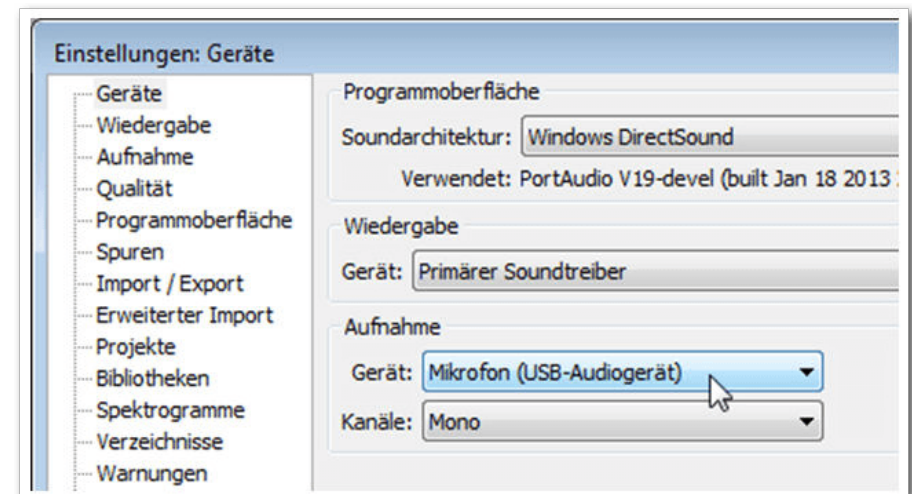 Einstellungen: Geräte
Geräte
Wiedergabe
Aufnahme
Qualität
Programmoberfläche
Spuren
Import / Export
Erweiterter Import
Projekte
Bibliotheken
Spektrogramme
Verzeichnisse
Warnungen
Programmoberfläche
Soundarchitektur: Windows DirectSound
Verwendet: PortAudio V19-devel (built Jan 18 2013
Wiedergabe
Gerät: Primärer Soundtreiber
Aufnahme
Gerät: Mikrofon (USB-Audiogerät)
Kanäle: Mono